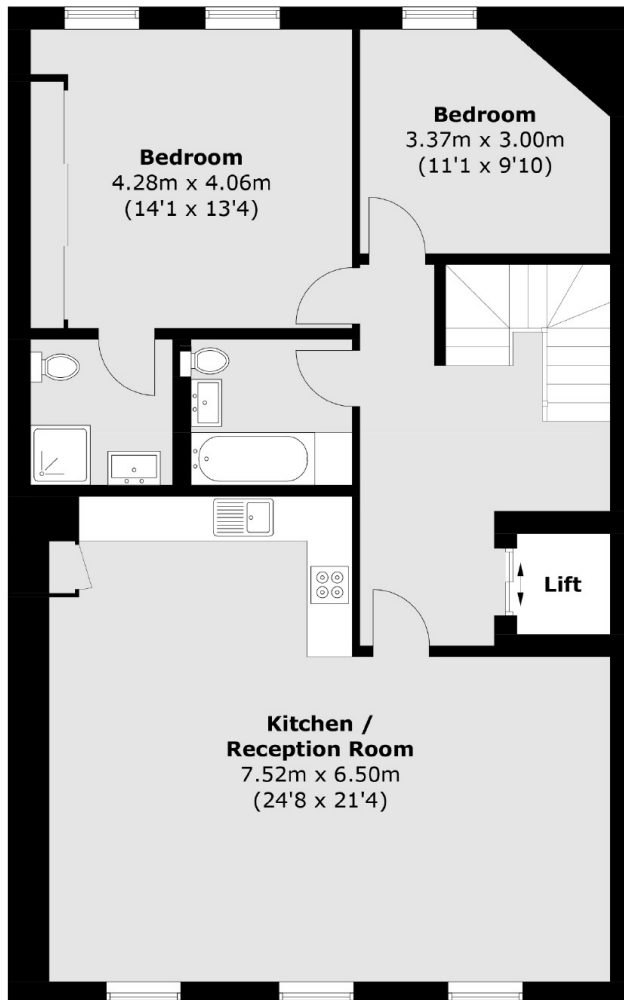 Bedroom
4.28m x 4.06m
(14'1 x 13'4)
Bedroom
3.37m x 3.00m
(11'1 x 9'10)
Lift
Kitchen /
Reception Room
7.52m x 6.50m
(24'8 x 21'4)